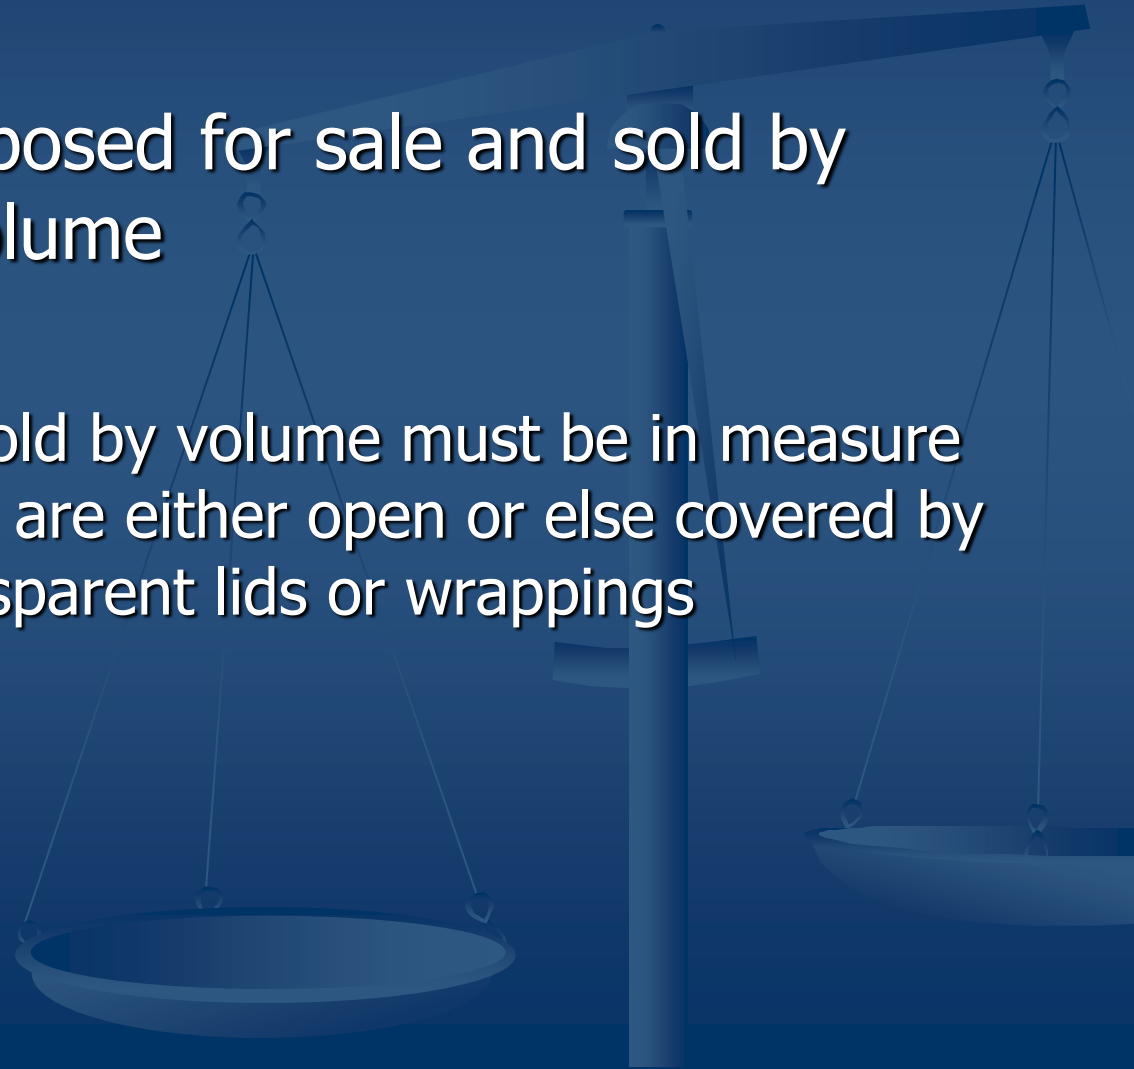 posed for sale and sold by
olume
old by volume must be in measure
are either open or else covered by
sparent lids or wrappings